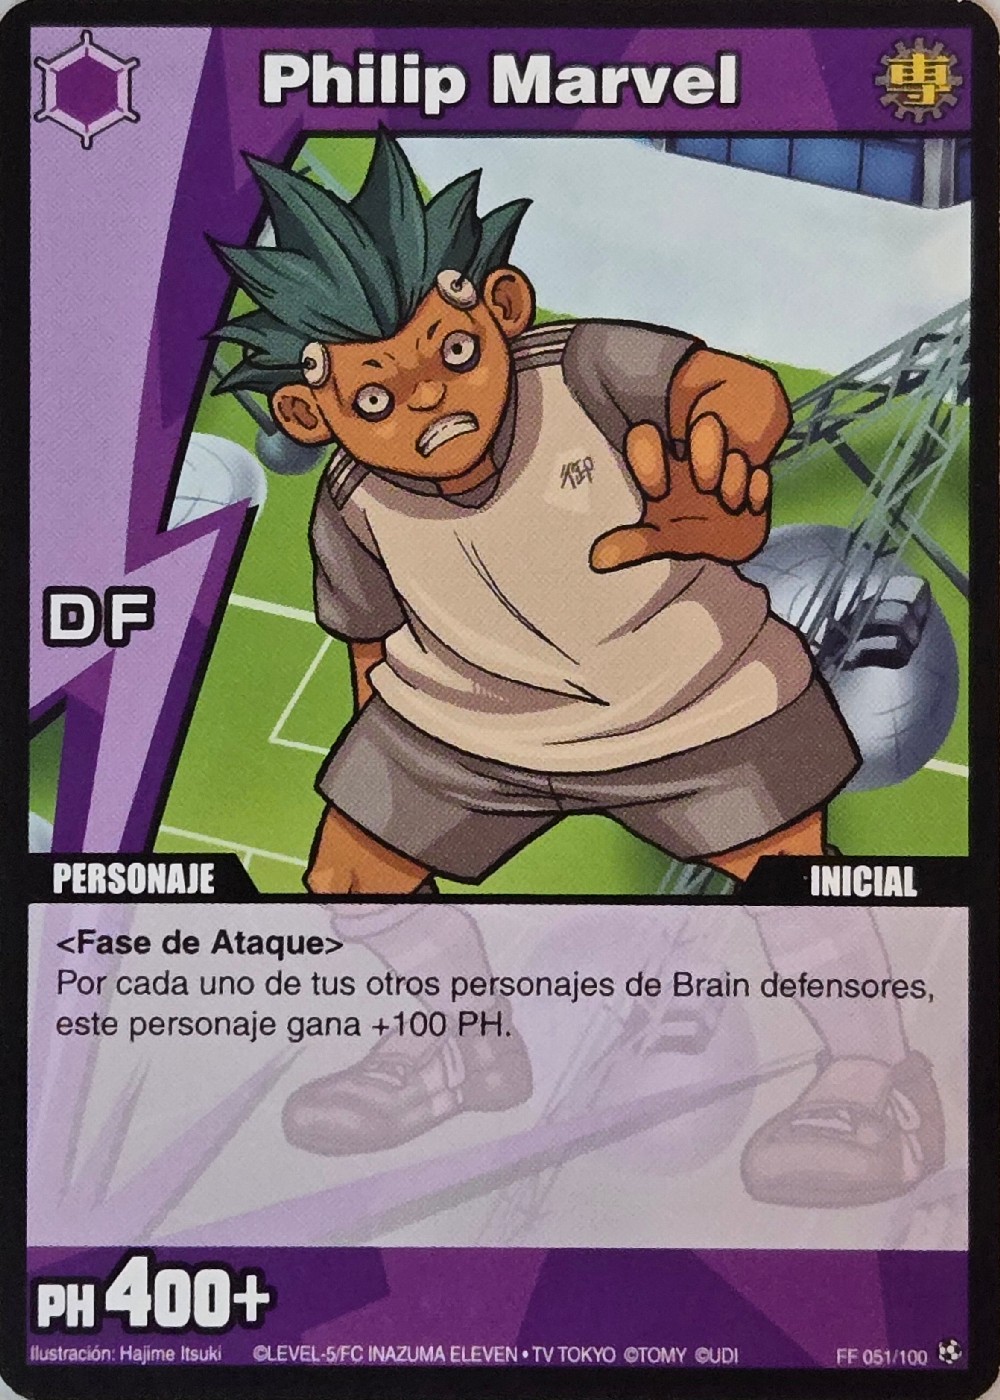 Philip Marvel
専
DF
PERSONAJE
INICIAL
<Fase de Ataque>
Por cada uno de tus otros personajes de Brain defensores,
este personaje gana +100 PH.
PH 400+
Ilustración: Hajime Itsuki ©LEVEL-5/FC INAZUMA ELEVEN • TV TOKYO ©TOMY ©UDI FF 051/100